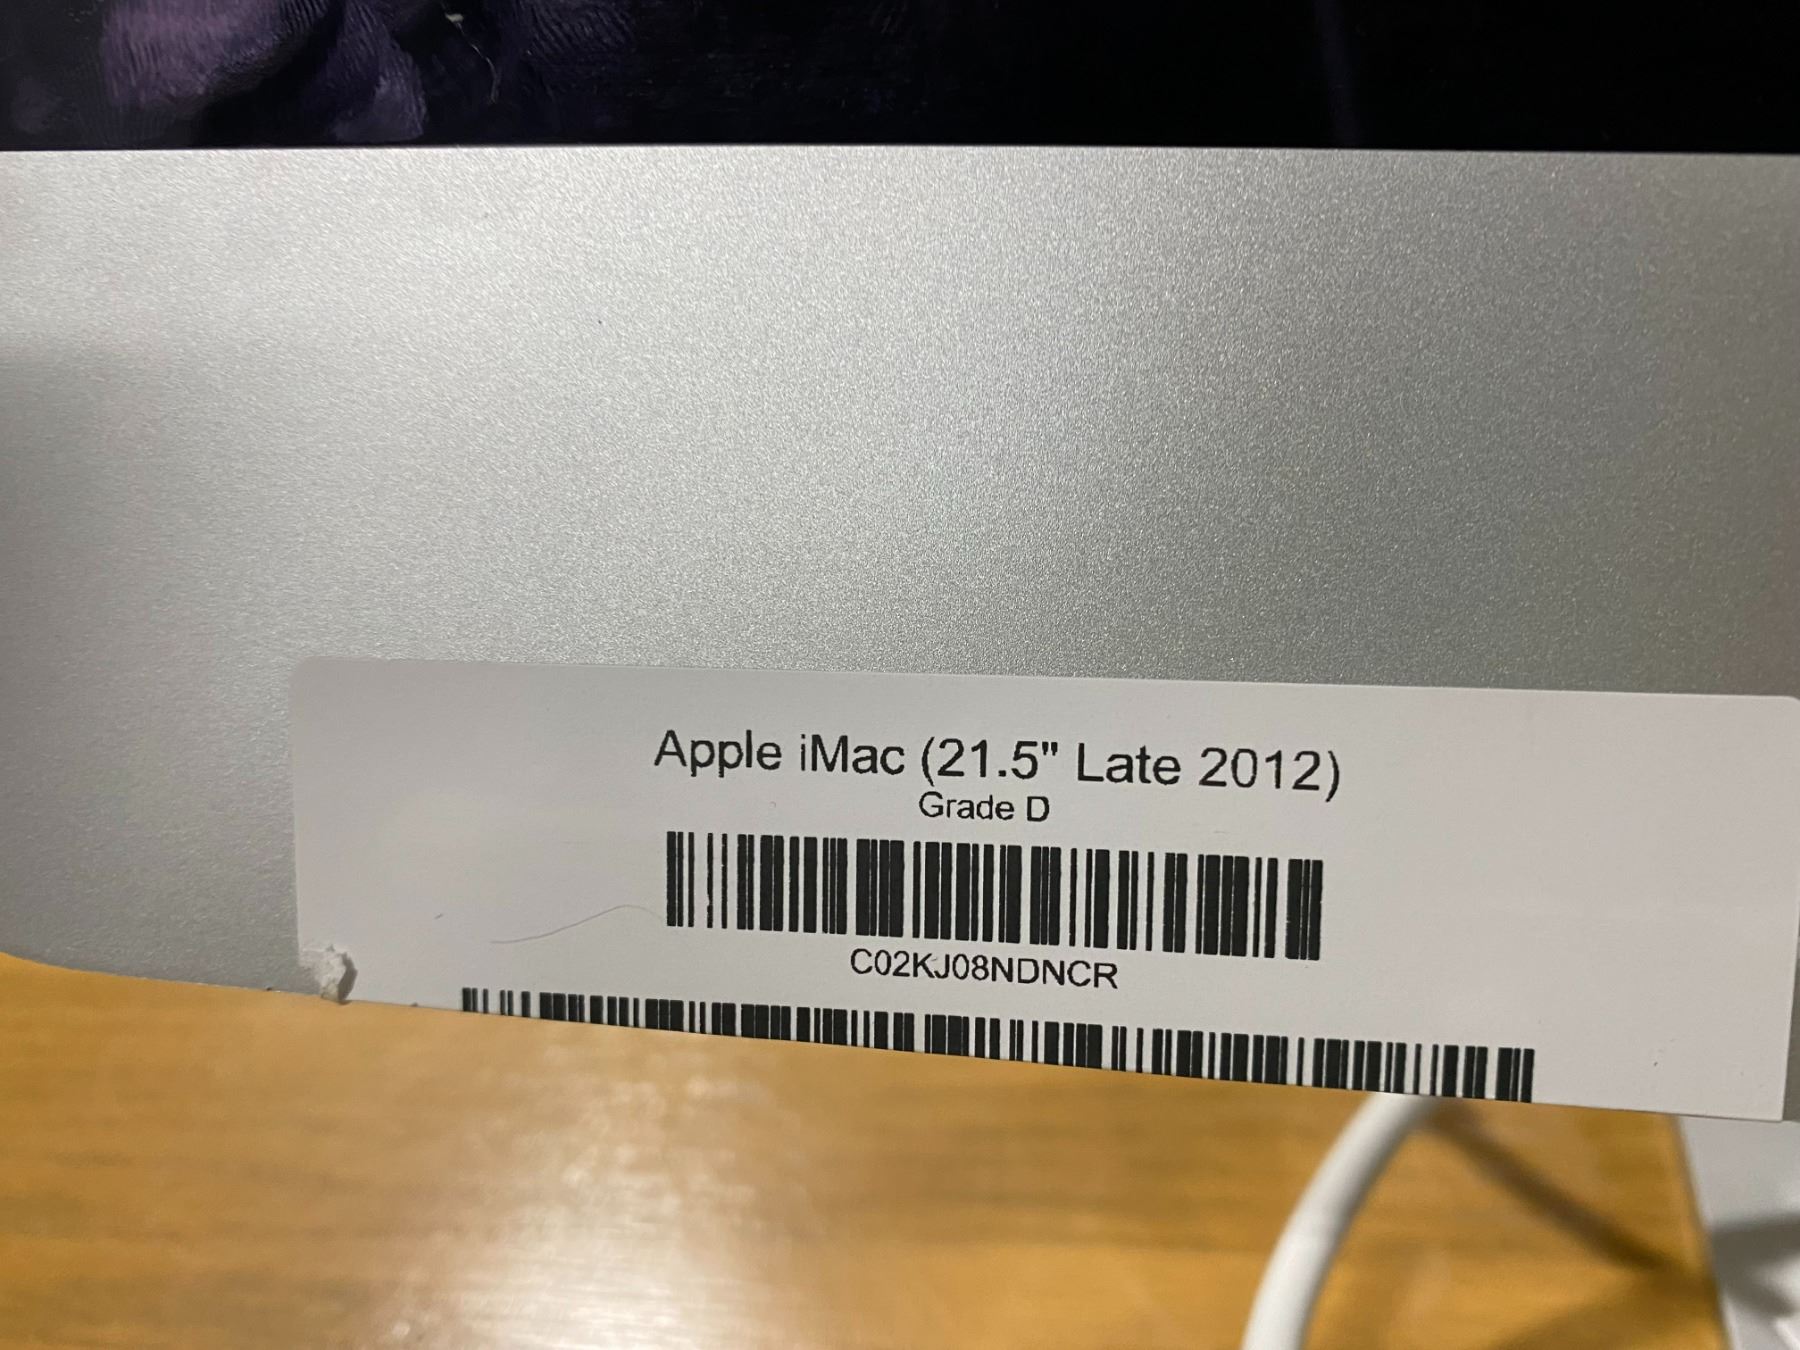 Apple iMac (21.5" Late 2012)
Grade D
C02KJ08NDNCR